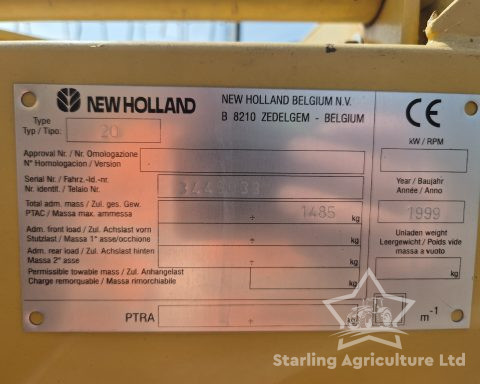 NEW HOLLAND
NEW HOLLAND BELGIUM N.V.
B 8210 ZEDELGEM - BELGIUM
CE
Type
Typ / Tipo:
20
kW / RPM
Approval Nr. / Nr. Omologazione
N° Homologacion / Version
Serial Nr. / Fahrz.-Id.-nr.
Nr. identif. / Telaio Nr.
Year / Baujahr
Année / Anno
Total adm. mass / Zul. ges. Gew.
PTAC / Massa max. ammessa
÷ 1485 kg
1999
Adm. front load / Zul. Achslast vorn
Stutzlast / Massa 1° asse/occhione
÷ kg
Unladen weight
Leergewicht / Poids vide
massa a vuoto
Adm. rear load / Zul. Achslast hinten
Massa 2° asse
÷ kg
kg
Permissible towable mass / Zul. Anhangelast
Charge remorquable / Massa rimorchiabile
kg
PTRA
÷ kg
m-1
Starling Agriculture Ltd